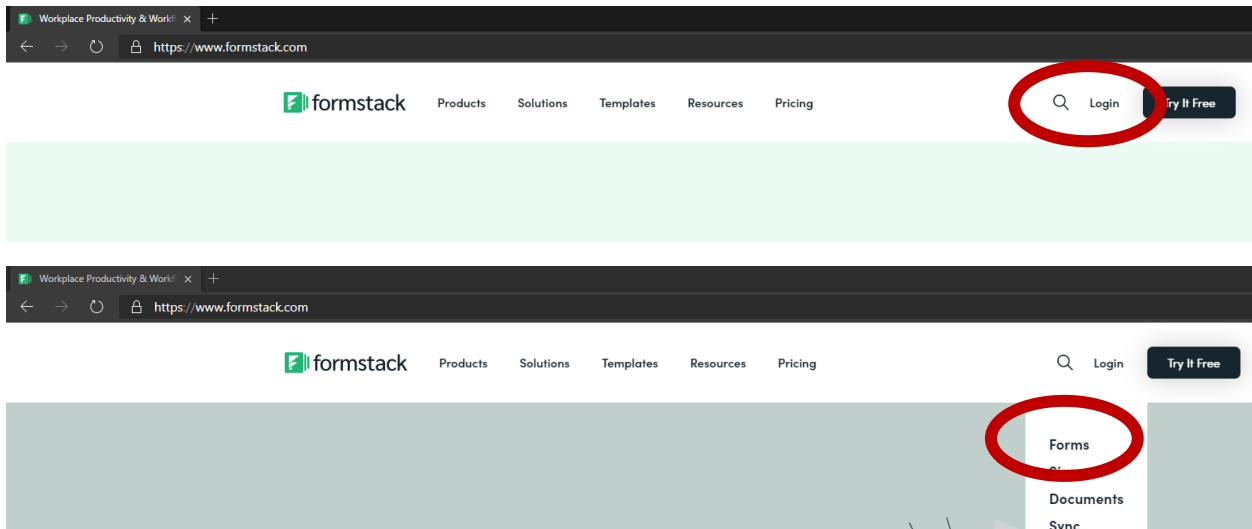 Workplace Productivity & Workfl
https://www.formstack.com
formstack Products Solutions Templates Resources Pricing Login Try It Free
Workplace Productivity & Workfl
https://www.formstack.com
formstack Products Solutions Templates Resources Pricing Login Try It Free
Forms
Documents
Sync